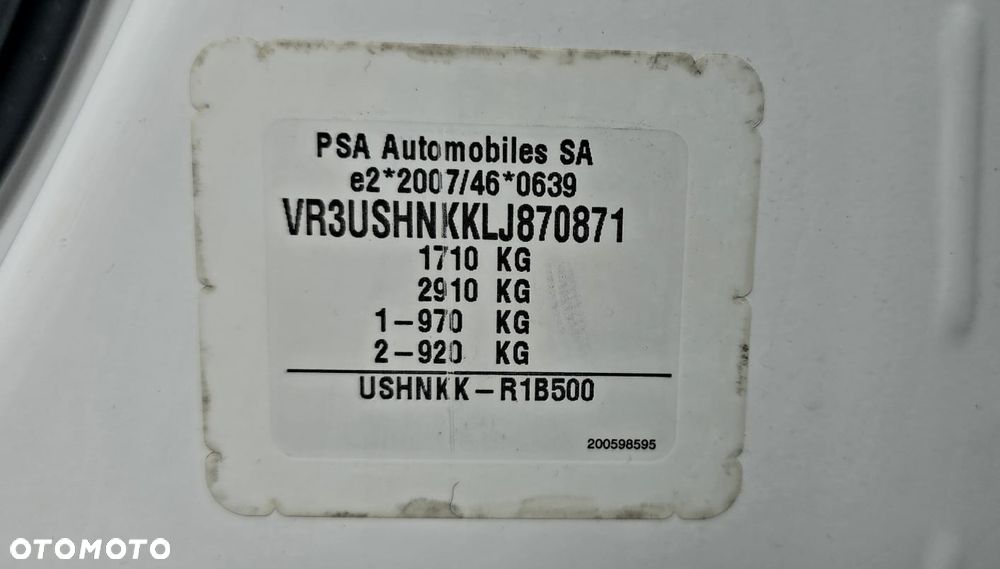 PSA Automobiles SA
e2*2007/46*0639
VR3USHNKKLJ870871
1710 KG
2910 KG
1-970 KG
2-920 KG
USHNKK-R1B500
200598595
OTOMOTO